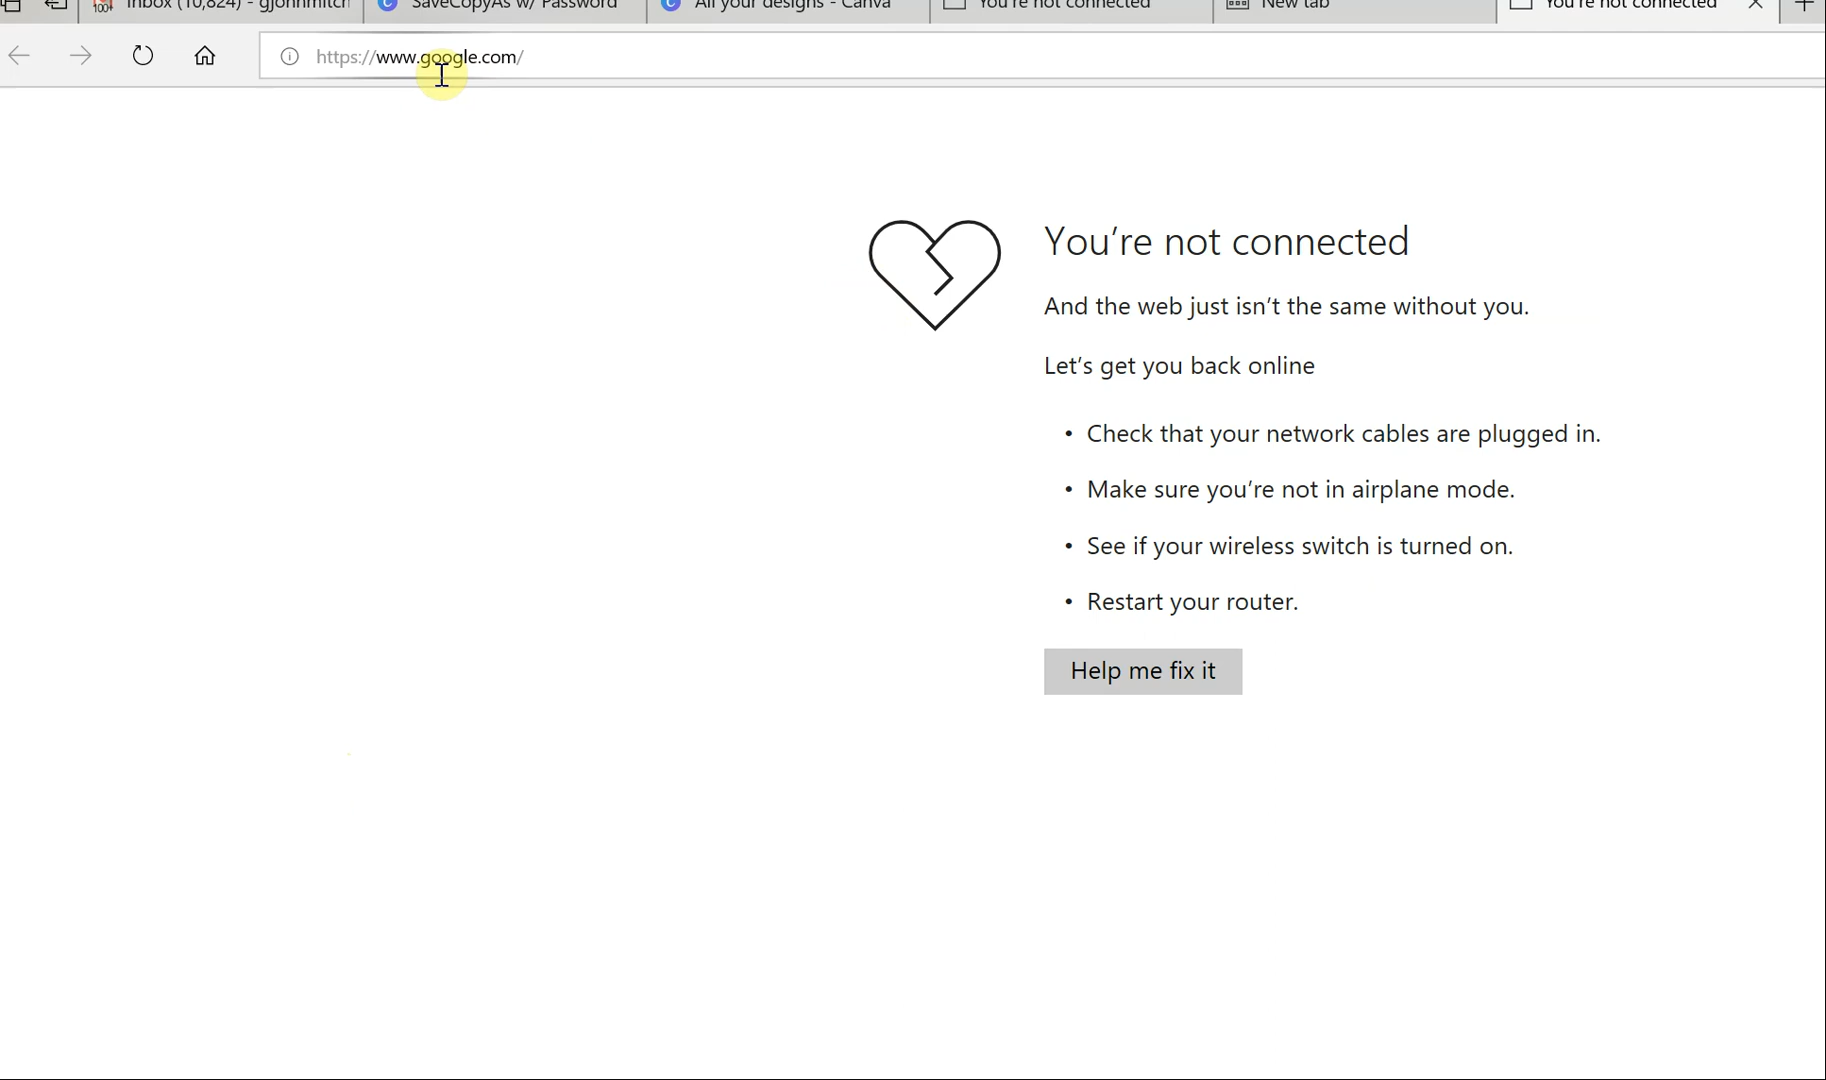 Inbox (10,824) - gjohnmitch
SaveCopyAs w/ Password
All your designs - Canva
You're not connected
New tab
You're not connected
https://www.google.com/
You're not connected
And the web just isn't the same without you.
Let's get you back online
• Check that your network cables are plugged in.
• Make sure you're not in airplane mode.
• See if your wireless switch is turned on.
• Restart your router.
Help me fix it